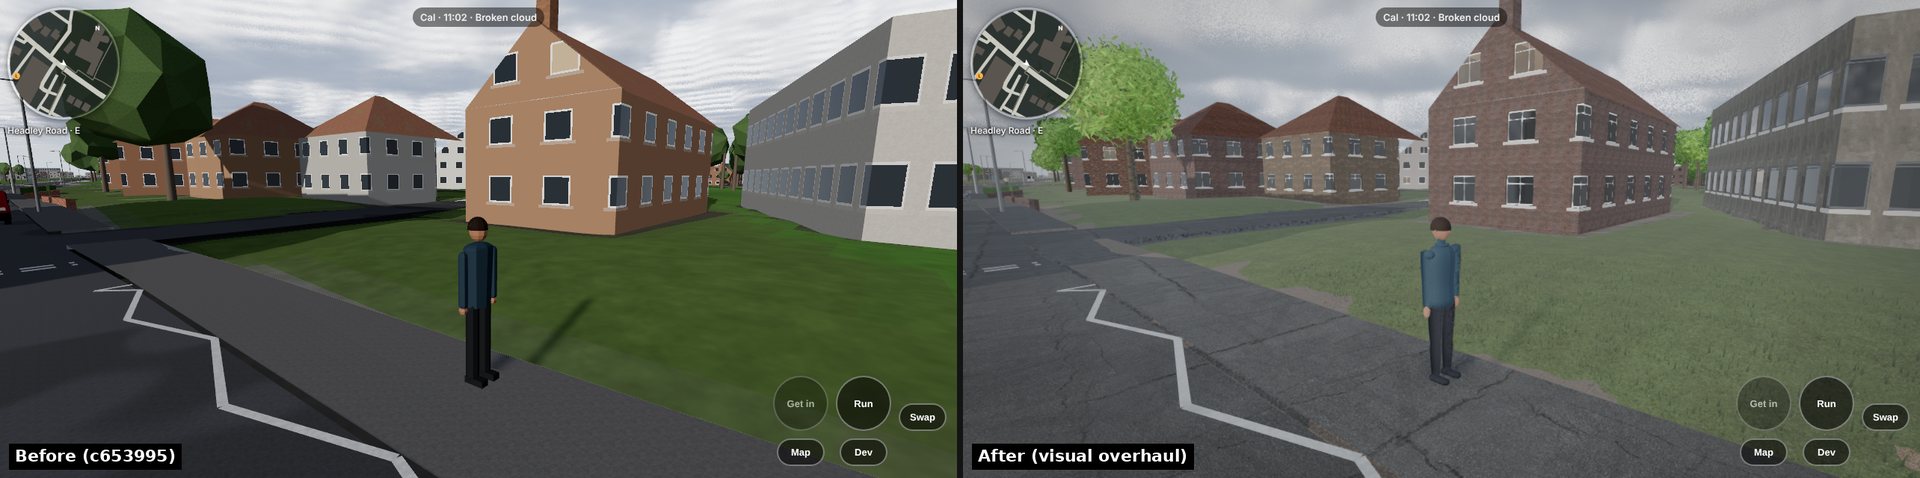 Cal · 11:02 · Broken cloud
N
Headley Road · E
Get in
Run
Swap
Map
Dev
Before (c653995)
Cal · 11:02 · Broken cloud
N
Headley Road · E
Get in
Run
Swap
Map
Dev
After (visual overhaul)